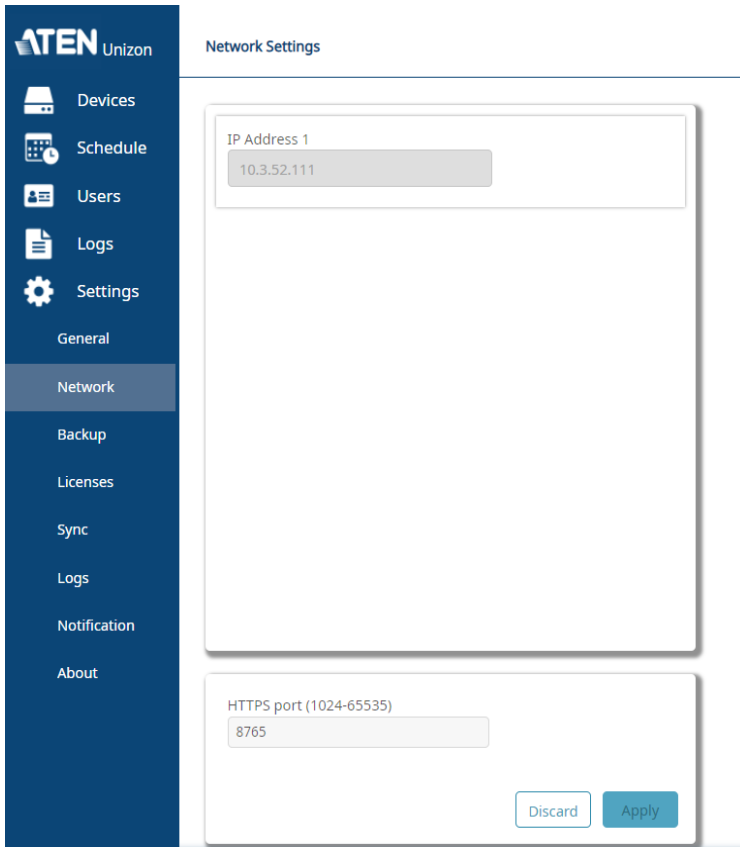 ATEN Unizon
Devices
Schedule
Users
Logs
Settings
General
Network
Backup
Licenses
Sync
Logs
Notification
About
Network Settings
IP Address 1
10.3.52.111
HTTPS port (1024-65535)
8765
Discard
Apply